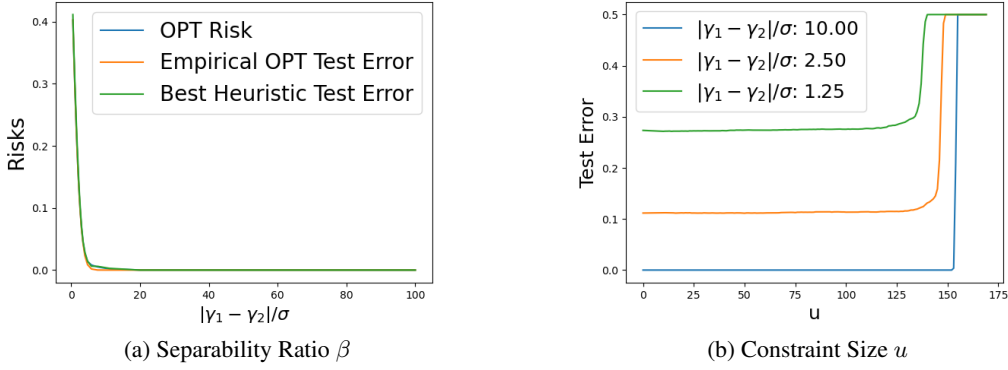 0.4
0.3
0.2
0.1
0.0
Risks
OPT Risk
Empirical OPT Test Error
Best Heuristic Test Error
0 20 40 60 80 100
|γ₁ − γ₂|/σ
(a) Separability Ratio β
0.5
0.4
0.3
0.2
0.1
0.0
Test Error
|γ₁ − γ₂|/σ: 10.00
|γ₁ − γ₂|/σ: 2.50
|γ₁ − γ₂|/σ: 1.25
0 25 50 75 100 125 150 175
u
(b) Constraint Size u